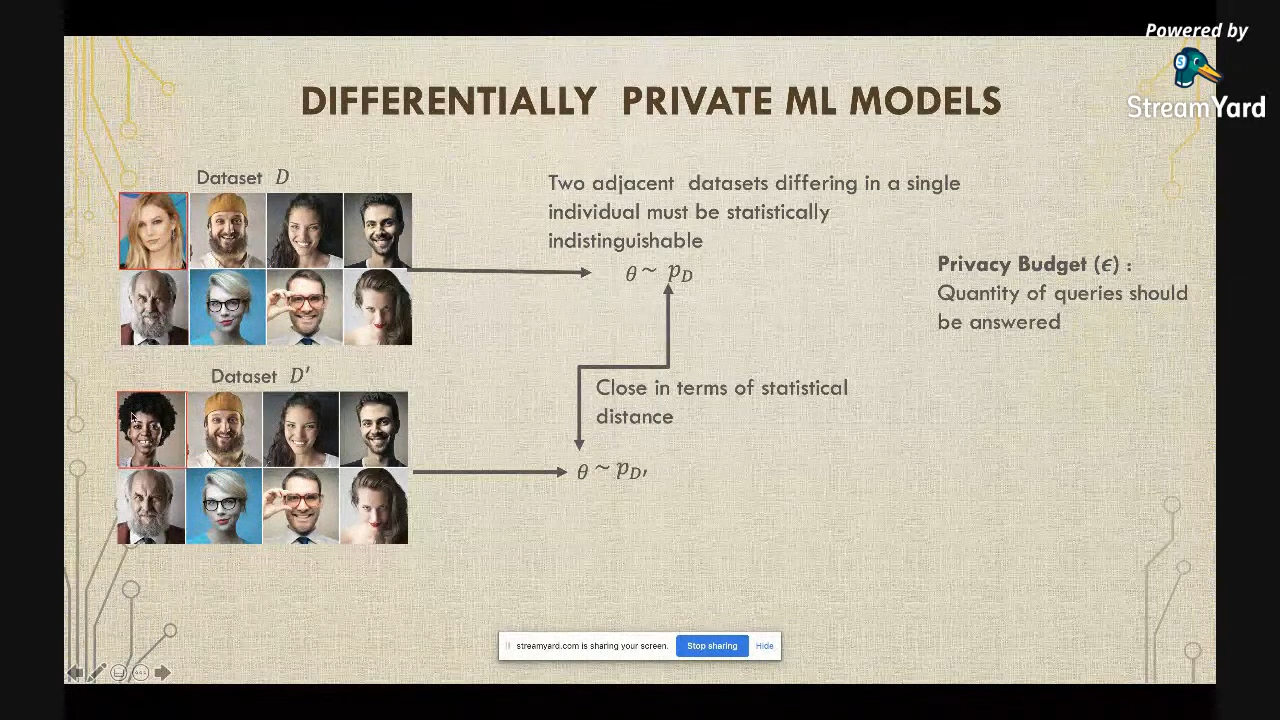 Powered by
StreamYard
DIFFERENTIALLY PRIVATE ML MODELS
Dataset D
Two adjacent datasets differing in a single
individual must be statistically
indistinguishable
θ ~ p_D
Privacy Budget (ϵ) :
Quantity of queries should
be answered
Dataset D′
Close in terms of statistical
distance
θ ~ p_D′
streamyard.com is sharing your screen.
Stop sharing
Hide